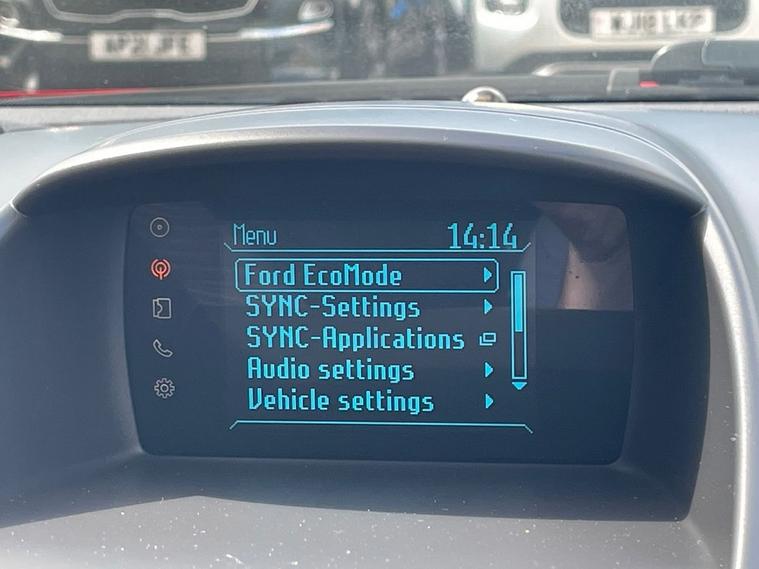 Menu 14:14
Ford EcoMode
SYNC-Settings
SYNC-Applications
Audio settings
Vehicle settings